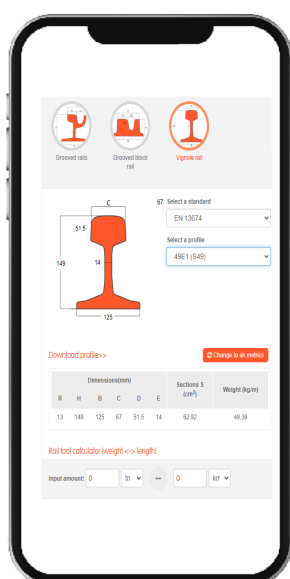 Grooved rails
Grooved block
rail
Vignole rail
C
67
Select a standard
EN 13674
51.5
Select a profile
149
14
49E1 (S49)
125
Download profile>>
Change to uk metrics
Dimensions(mm)
Sections S
(cm²)
Weight (kg/m)
R H B C D E
13 149 125 67 51.5 14 62.92 49.39
Rail tool calculator (weight <-> length)
Input amount: 0 tn ↔ 0 km